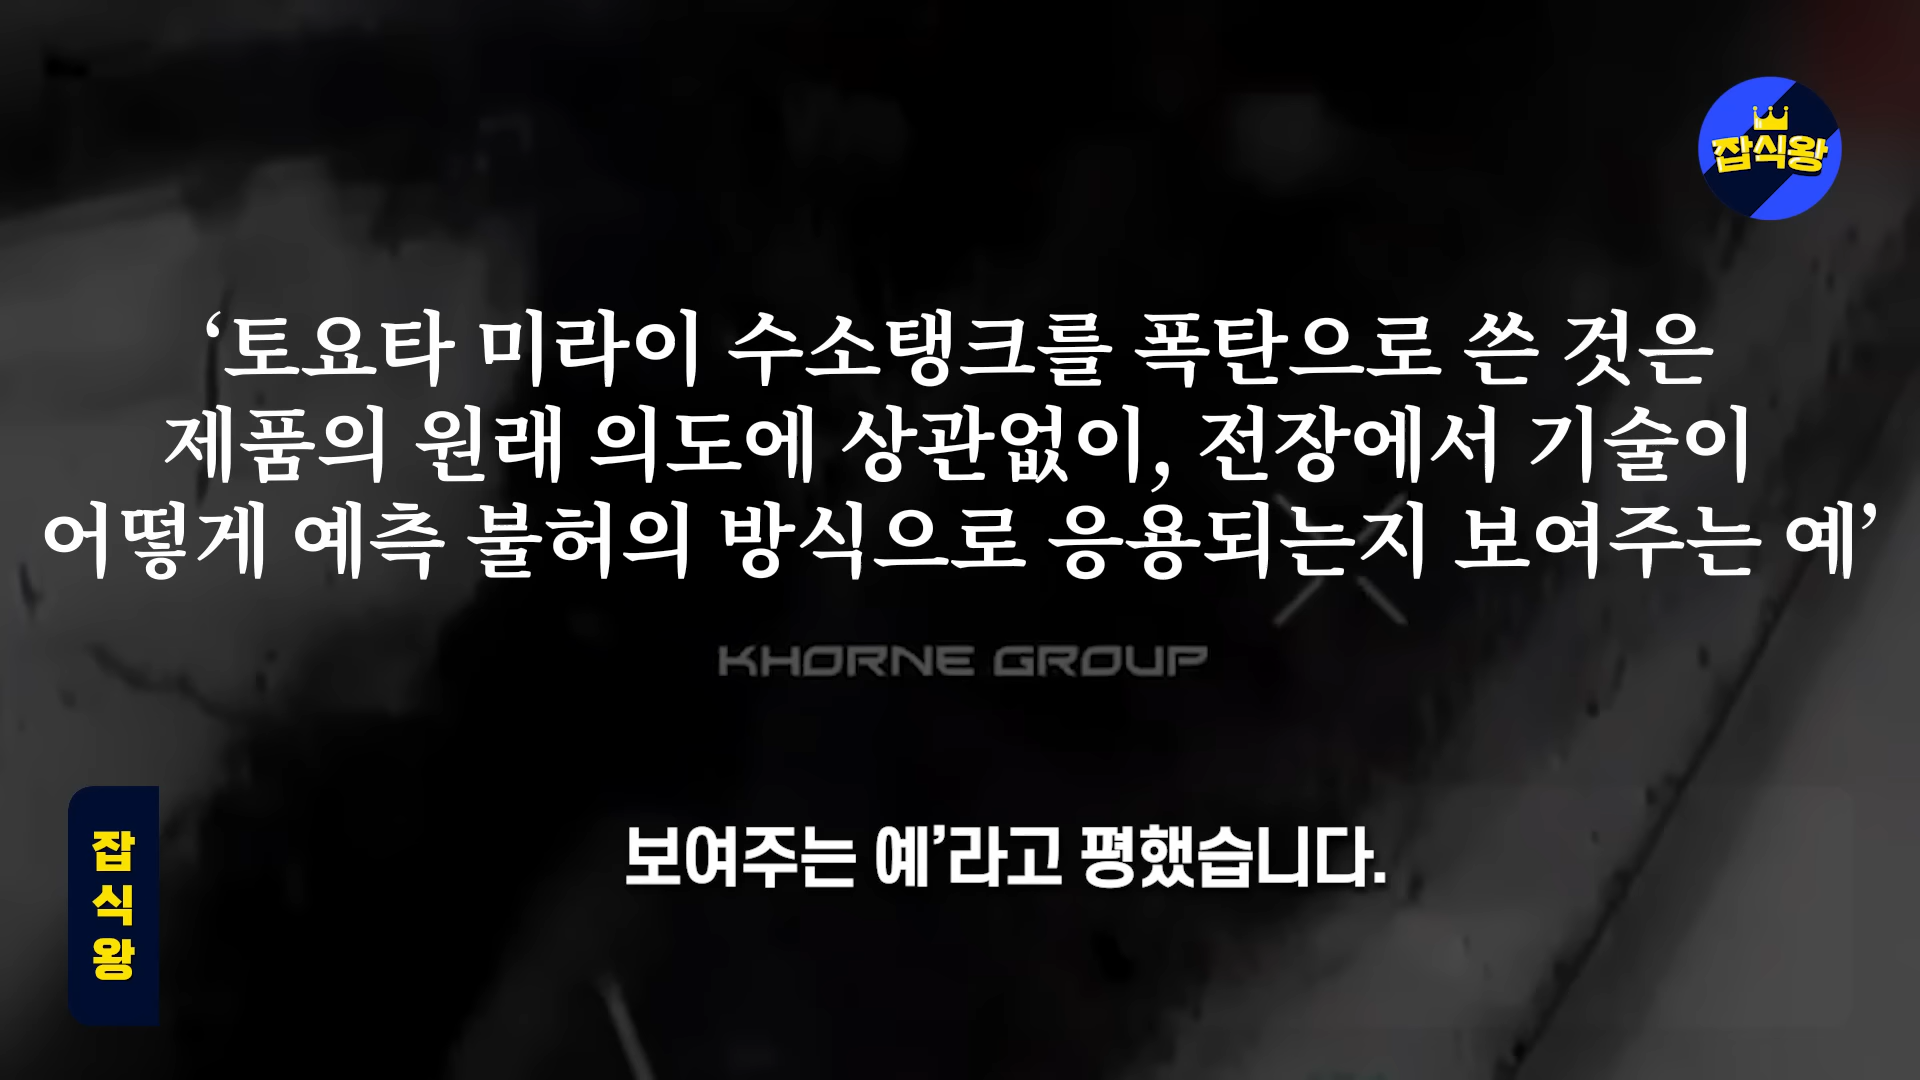 잡식왕
‘토요타 미라이 수소탱크를 폭탄으로 쓴 것은
제품의 원래 의도에 상관없이, 전장에서 기술이
어떻게 예측 불허의 방식으로 응용되는지 보여주는 예’
KHORNE GROUP
잡식왕
보여주는 예’라고 평했습니다.